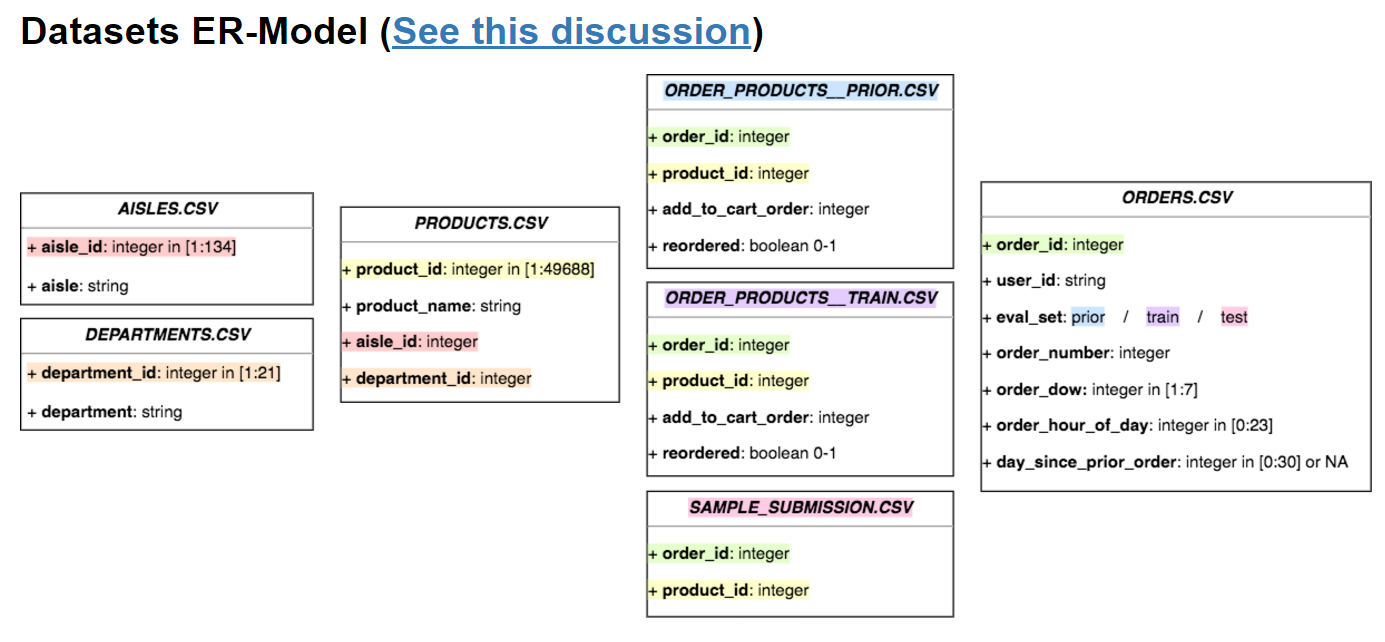 Datasets ER-Model (See this discussion)
AISLES.CSV
+ aisle_id: integer in [1:134]
+ aisle: string
DEPARTMENTS.CSV
+ department_id: integer in [1:21]
+ department: string
PRODUCTS.CSV
+ product_id: integer in [1:49688]
+ product_name: string
+ aisle_id: integer
+ department_id: integer
ORDER_PRODUCTS__PRIOR.CSV
+ order_id: integer
+ product_id: integer
+ add_to_cart_order: integer
+ reordered: boolean 0-1
ORDER_PRODUCTS__TRAIN.CSV
+ order_id: integer
+ product_id: integer
+ add_to_cart_order: integer
+ reordered: boolean 0-1
SAMPLE_SUBMISSION.CSV
+ order_id: integer
+ product_id: integer
ORDERS.CSV
+ order_id: integer
+ user_id: string
+ eval_set: prior / train / test
+ order_number: integer
+ order_dow: integer in [1:7]
+ order_hour_of_day: integer in [0:23]
+ day_since_prior_order: integer in [0:30] or NA